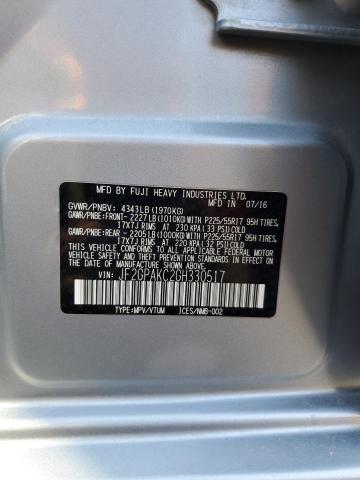 MFD BY FUJI HEAVY INDUSTRIES LTD.
IN 07/16
GVWR/PNBV: 4343LB(1970KG)
GAWR/PNBE:FRONT- 2227LB(1010KG)WITH P225/55R17 95H TIRES,
17X7J RIMS AT 230 KPA(33 PSI)COLD
GAWR/PNBE:REAR - 2205LB(1000KG)WITH P225/55R17 95H TIRES,
17X7J RIMS AT 220 KPA(32 PSI)COLD
THIS VEHICLE CONFORMS TO ALL APPLICABLE FEDERAL MOTOR
VEHICLE SAFETY AND THEFT PREVENTION STANDARDS IN
EFFECT ON THE DATE OF MANUFACTURE SHOWN ABOVE.
VIN: JF2GPAKC2GH330517
TYPE:MPV/VTUM ICES/NMB-002